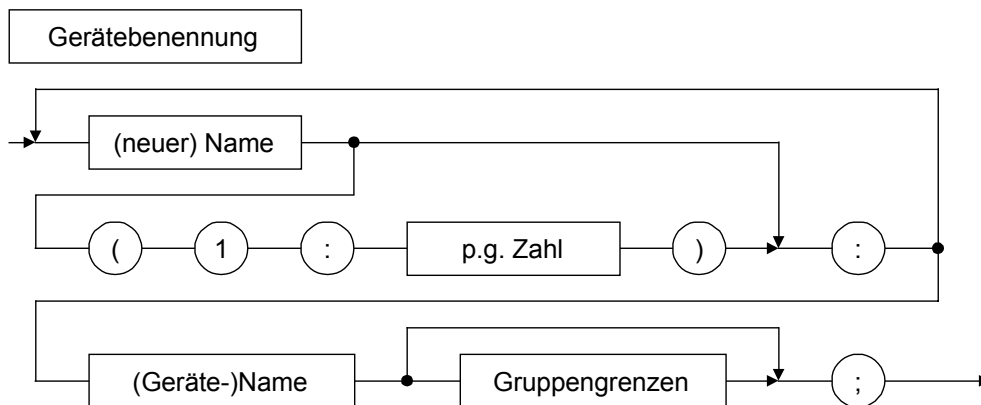 Gerätebenennung
(neuer) Name
( 1 : p.g. Zahl ) :
(Geräte-)Name Gruppengrenzen ;